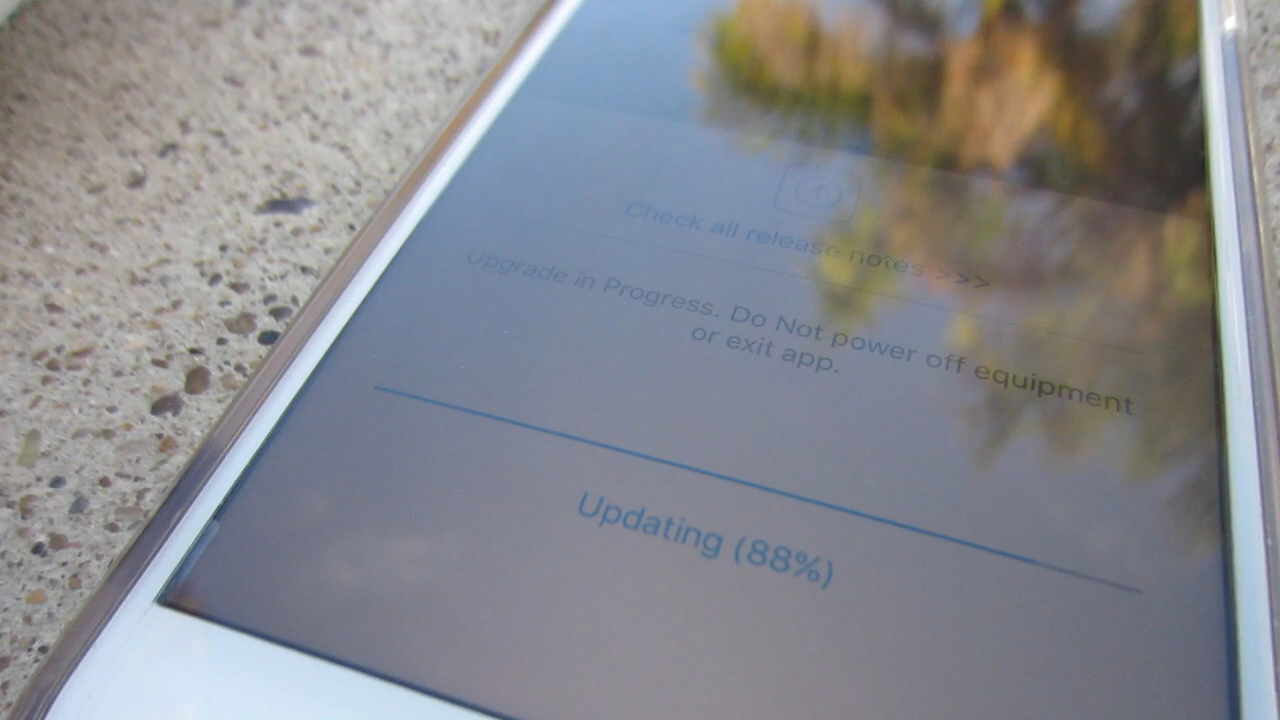 Check all release notes >>>
Upgrade in Progress. Do Not power off equipment
or exit app.
Updating (88%)